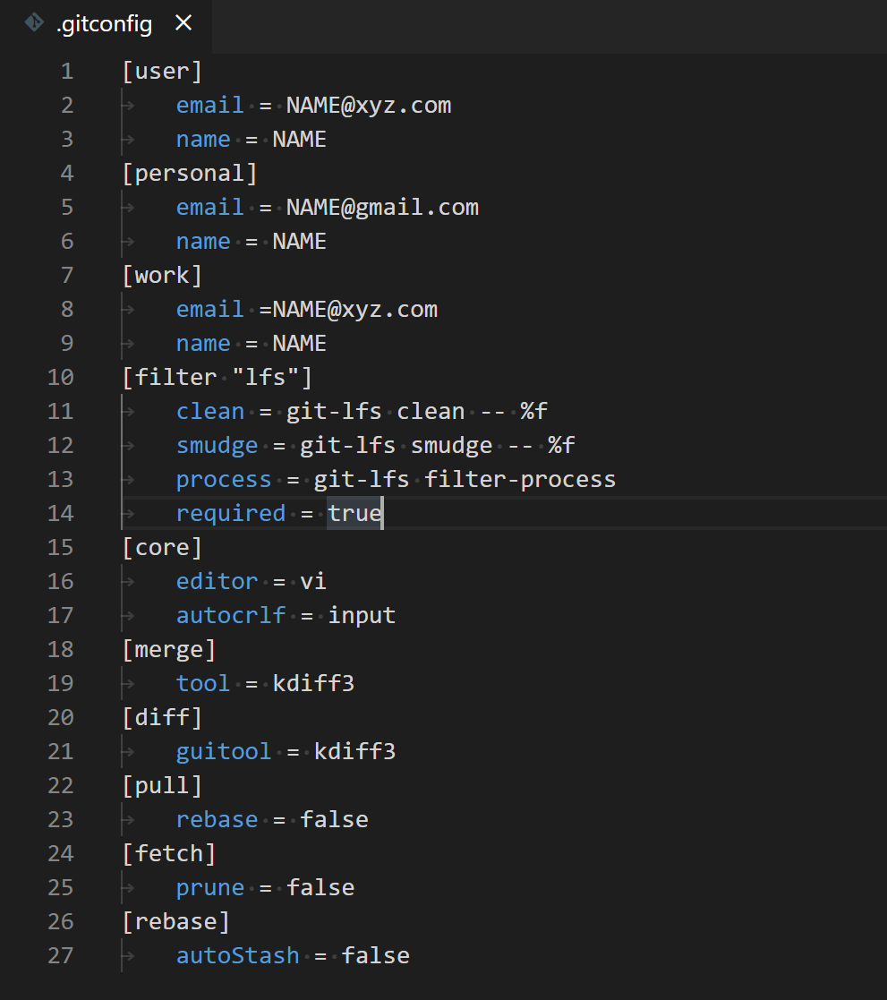 .gitconfig ×
1 [user]
2 email = NAME@xyz.com
3 name = NAME
4 [personal]
5 email = NAME@gmail.com
6 name = NAME
7 [work]
8 email =NAME@xyz.com
9 name = NAME
10 [filter "lfs"]
11 clean = git-lfs clean -- %f
12 smudge = git-lfs smudge -- %f
13 process = git-lfs filter-process
14 required = true
15 [core]
16 editor = vi
17 autocrlf = input
18 [merge]
19 tool = kdiff3
20 [diff]
21 guitool = kdiff3
22 [pull]
23 rebase = false
24 [fetch]
25 prune = false
26 [rebase]
27 autoStash = false